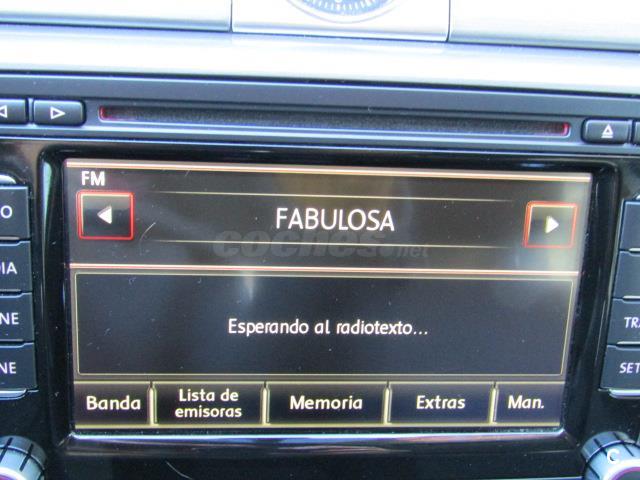 FM
FABULOSA
coches.net
Esperando al radiotexto...
Banda
Lista de
emisoras
Memoria
Extras
Man.